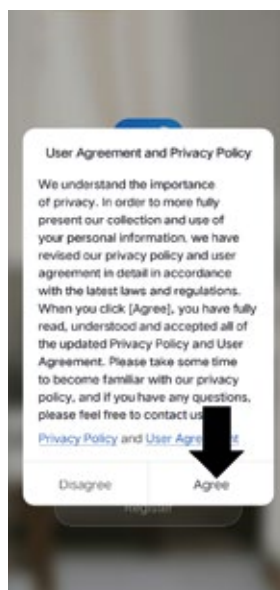 User Agreement and Privacy Policy
We understand the importance
of privacy. In order to more fully
present our collection and use of
your personal information, we have
revised our privacy policy and user
agreement in detail in accordance
with the latest laws and regulations.
When you click [Agree], you have fully
read, understood and accepted all of
the updated Privacy Policy and User
Agreement. Please take some time
to become familiar with our privacy
policy, and if you have any questions,
please feel free to contact us
Privacy Policy and User
Disagree Agree
Register